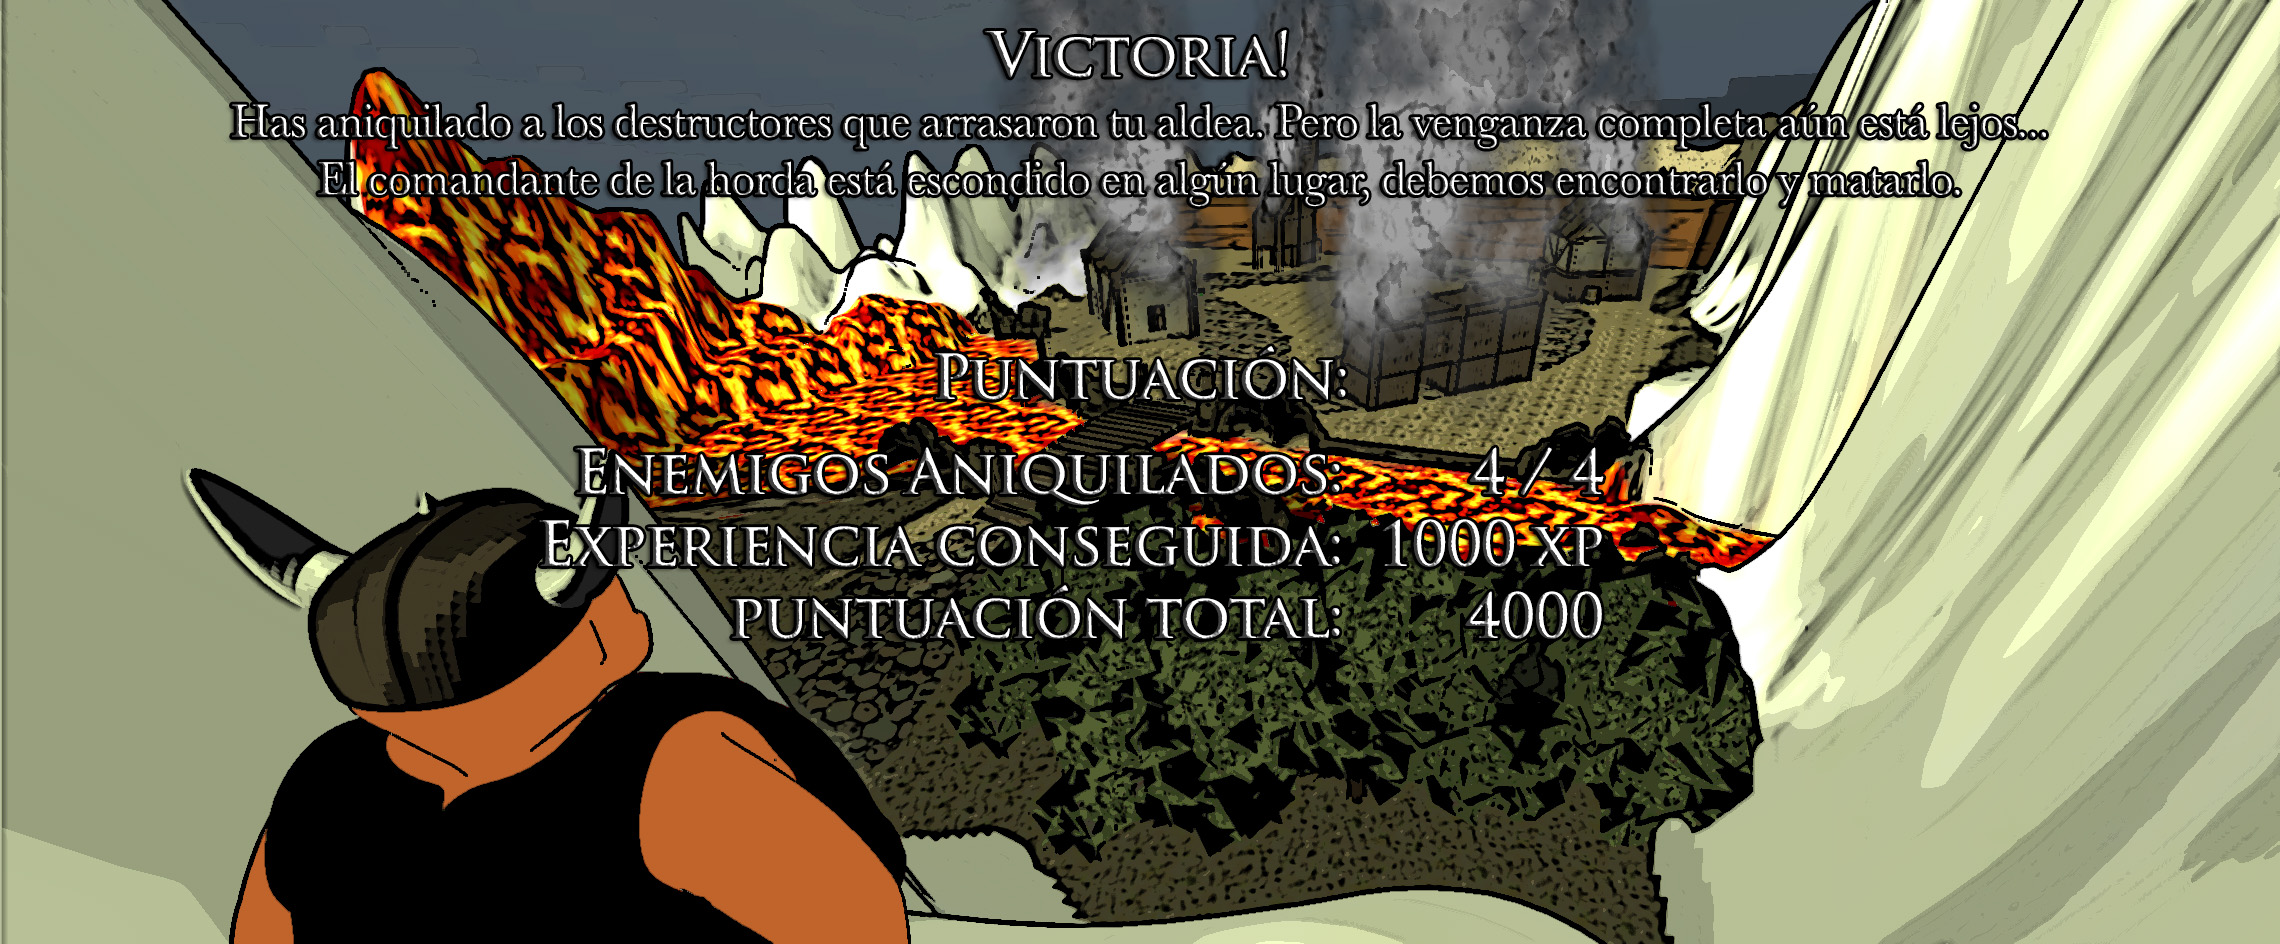 Victoria!
Has aniquilado a los destructores que arrasaron tu aldea. Pero la venganza completa aún está lejos...
El comandante de la horda está escondido en algún lugar, debemos encontrarlo y matarlo.
Puntuación:
Enemigos Aniquilados: 4 / 4
Experiencia conseguida: 1000 xp
puntuación total: 4000